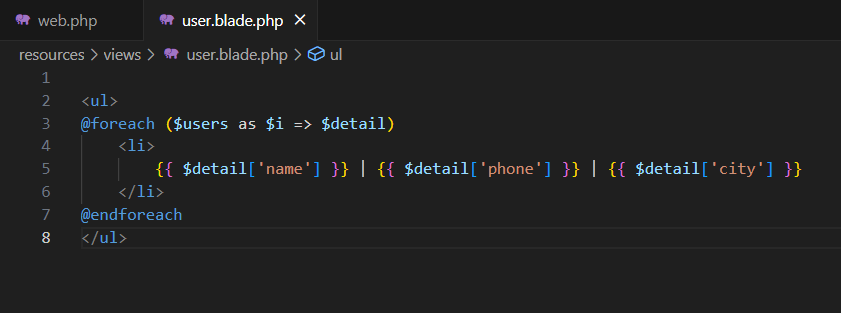 web.php user.blade.php ×
resources > views > user.blade.php > ul
1
2 <ul>
3 @foreach ($users as $i => $detail)
4 <li>
5 {{ $detail['name'] }} | {{ $detail['phone'] }} | {{ $detail['city'] }}
6 </li>
7 @endforeach
8 </ul>